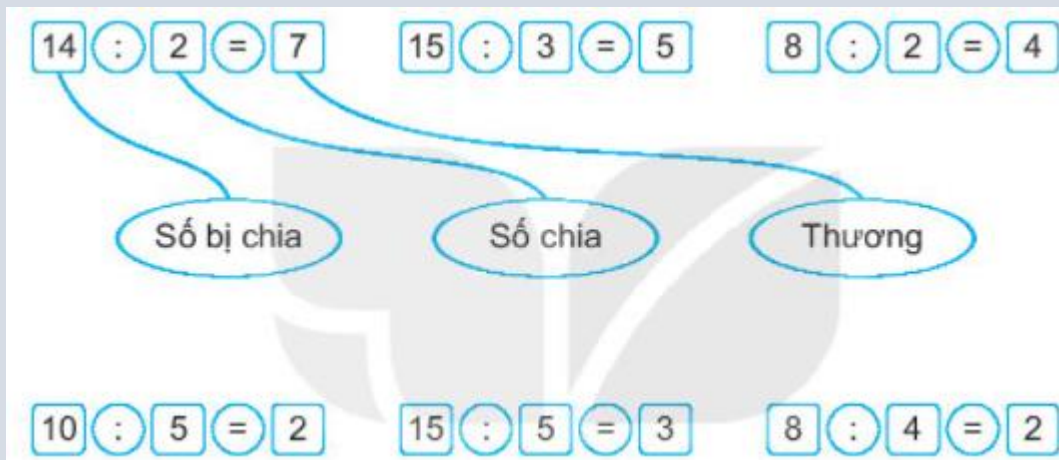 14 : 2 = 7 15 : 3 = 5 8 : 2 = 4
Số bị chia Số chia Thương
10 : 5 = 2 15 : 5 = 3 8 : 4 = 2